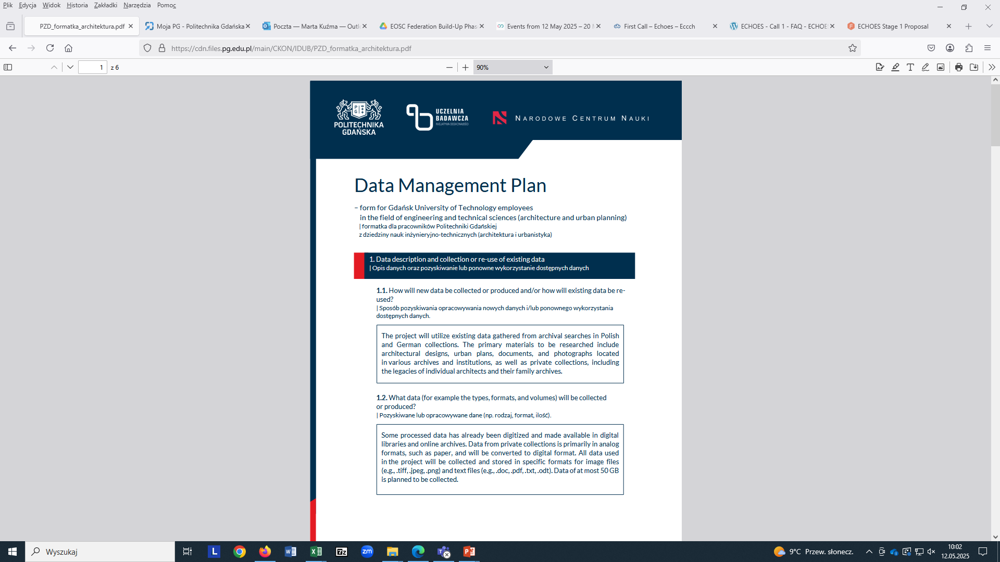 Plik Edycja Widok Historia Zakładki Narzędzia Pomoc
PZD_formatka_architektura.pdf
Moja PG - Politechnika Gdańska
Poczta — Marta Kuźma — Outl
EOSC Federation Build-Up Phas
Events from 12 May 2025 – 20
First Call – Echoes – Eccch
ECHOES - Call 1 - FAQ - ECHOE
ECHOES Stage 1 Proposal
https://cdn.files.pg.edu.pl/main/CKON/IDUB/PZD_formatka_architektura.pdf
1 z 6
90%
POLITECHNIKA
GDAŃSKA
UCZELNIA
BADAWCZA
INICJATYWA DOSKONAŁOŚCI
NARODOWE CENTRUM NAUKI
Data Management Plan
– form for Gdańsk University of Technology employees
in the field of engineering and technical sciences (architecture and urban planning)
| formatka dla pracowników Politechniki Gdańskiej
z dziedziny nauk inżynieryjno-technicznych (architektura i urbanistyka)
1. Data description and collection or re-use of existing data
| Opis danych oraz pozyskiwanie lub ponowne wykorzystanie dostępnych danych
1.1. How will new data be collected or produced and/or how will existing data be re-
used?
| Sposób pozyskiwania opracowywania nowych danych i/lub ponownego wykorzystania
dostępnych danych.
The project will utilize existing data gathered from archival searches in Polish
and German collections. The primary materials to be researched include
architectural designs, urban plans, documents, and photographs located
in various archives and institutions, as well as private collections, including
the legacies of individual architects and their family archives.
1.2. What data (for example the types, formats, and volumes) will be collected
or produced?
| Pozyskiwane lub opracowywane dane (np. rodzaj, format, ilość).
Some processed data has already been digitized and made available in digital
libraries and online archives. Data from private collections is primarily in analog
formats, such as paper, and will be converted to digital format. All data used
in the project will be collected and stored in specific formats for image files
(e.g., .tiff, .jpeg, .png) and text files (e.g., .doc, .pdf, .txt, .odt). Data of at most 50 GB
is planned to be collected.
Wyszukaj
9°C Przew. słonecz.
10:02
12.05.2025